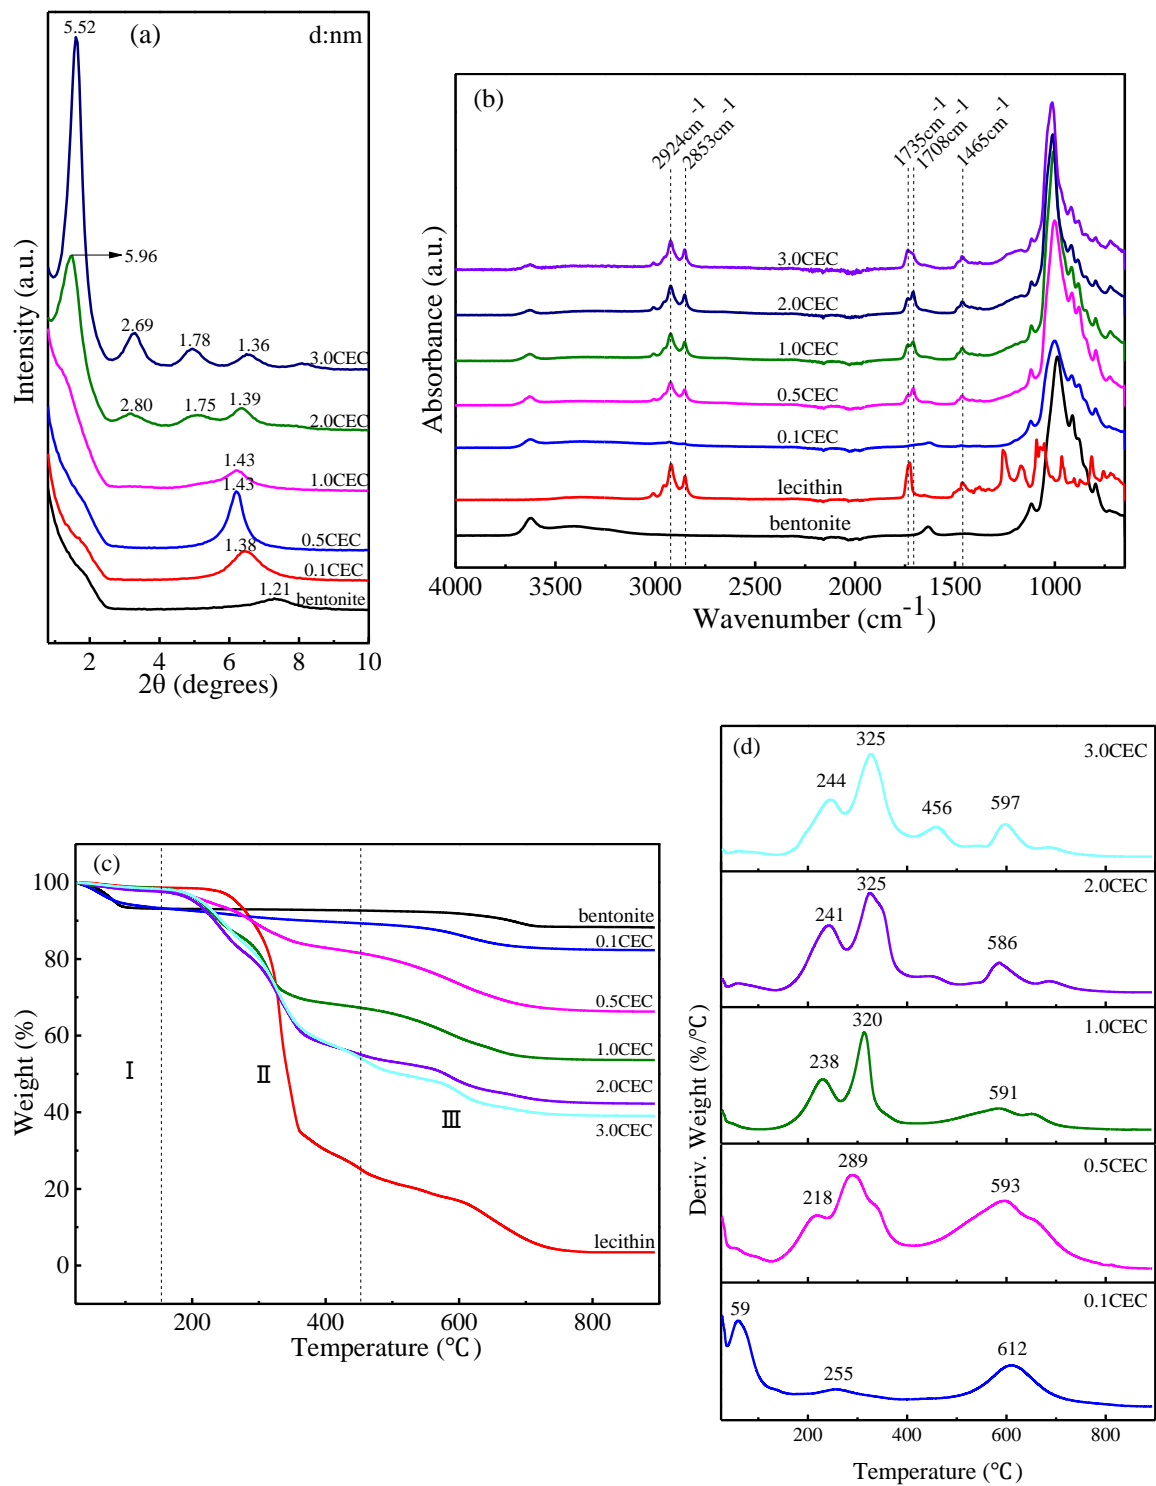 (a)
d:nm
5.52
5.96
2.69
1.78
1.36
3.0CEC
2.80
1.75
1.39
2.0CEC
1.43
1.0CEC
1.43
0.5CEC
1.38
0.1CEC
1.21
bentonite
Intensity (a.u.)
2 4 6 8 10
2θ (degrees)
(b)
2924cm-1
2853cm-1
1735cm-1
1708cm-1
1465cm-1
3.0CEC
2.0CEC
1.0CEC
0.5CEC
0.1CEC
lecithin
bentonite
Absorbance (a.u.)
4000 3500 3000 2500 2000 1500 1000
Wavenumber (cm-1)
(c)
100
80
60
40
20
0
bentonite
0.1CEC
0.5CEC
1.0CEC
2.0CEC
3.0CEC
lecithin
Ⅰ
Ⅱ
Ⅲ
Weight (%)
200 400 600 800
Temperature (℃)
(d)
3.0CEC
244
325
456
597
2.0CEC
241
325
586
1.0CEC
238
320
591
0.5CEC
218
289
593
0.1CEC
59
255
612
Deriv. Weight (%/℃)
200 400 600 800
Temperature (℃)